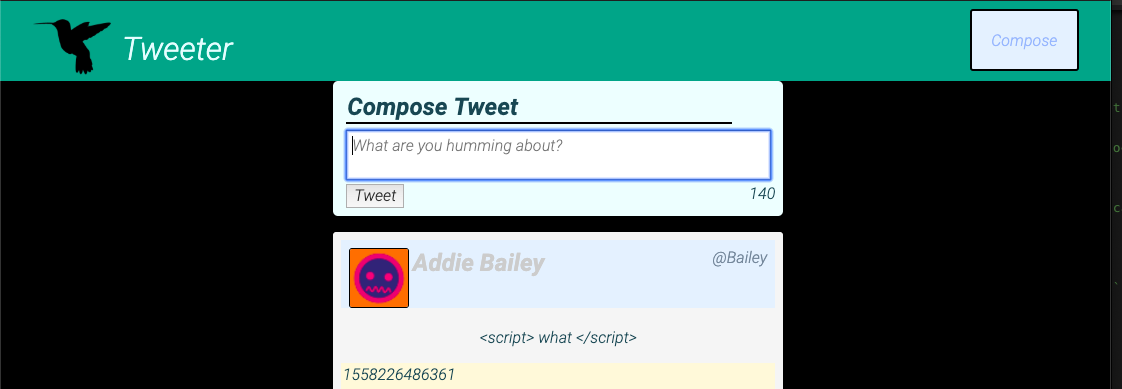 Tweeter
Compose
Compose Tweet
What are you humming about?
Tweet
140
Addie Bailey
@Bailey
<script> what </script>
1558226486361
t
o
c
`